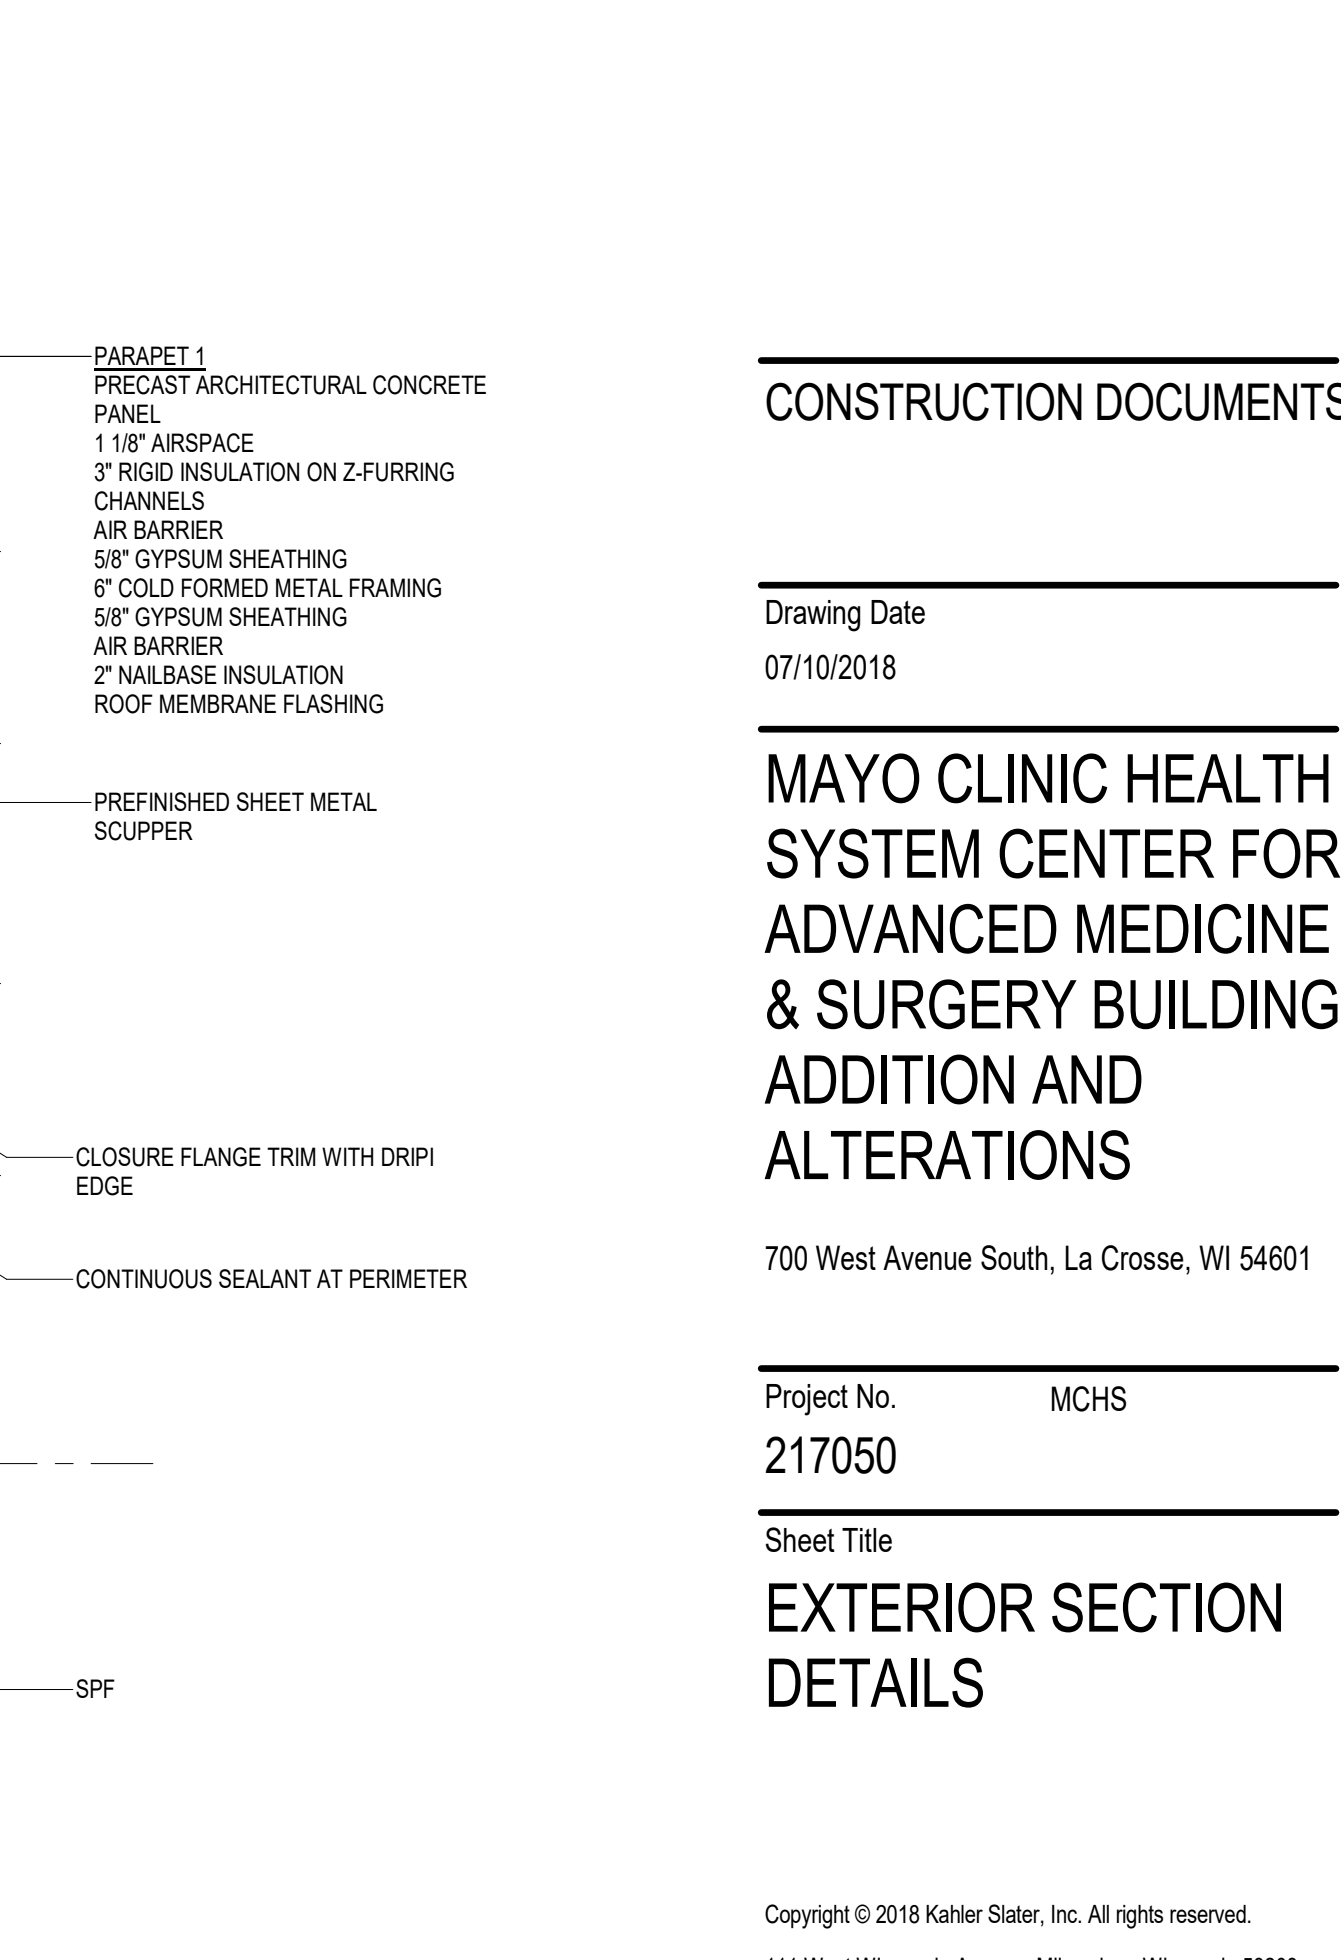 PARAPET 1
PRECAST ARCHITECTURAL CONCRETE
PANEL
1 1/8" AIRSPACE
3" RIGID INSULATION ON Z-FURRING
CHANNELS
AIR BARRIER
5/8" GYPSUM SHEATHING
6" COLD FORMED METAL FRAMING
5/8" GYPSUM SHEATHING
AIR BARRIER
2" NAILBASE INSULATION
ROOF MEMBRANE FLASHING
PREFINISHED SHEET METAL
SCUPPER
CLOSURE FLANGE TRIM WITH DRIPI
EDGE
CONTINUOUS SEALANT AT PERIMETER
SPF
CONSTRUCTION DOCUMENTS
Drawing Date
07/10/2018
MAYO CLINIC HEALTH
SYSTEM CENTER FOR
ADVANCED MEDICINE
& SURGERY BUILDING
ADDITION AND
ALTERATIONS
700 West Avenue South, La Crosse, WI 54601
Project No. MCHS
217050
Sheet Title
EXTERIOR SECTION
DETAILS
Copyright © 2018 Kahler Slater, Inc. All rights reserved.